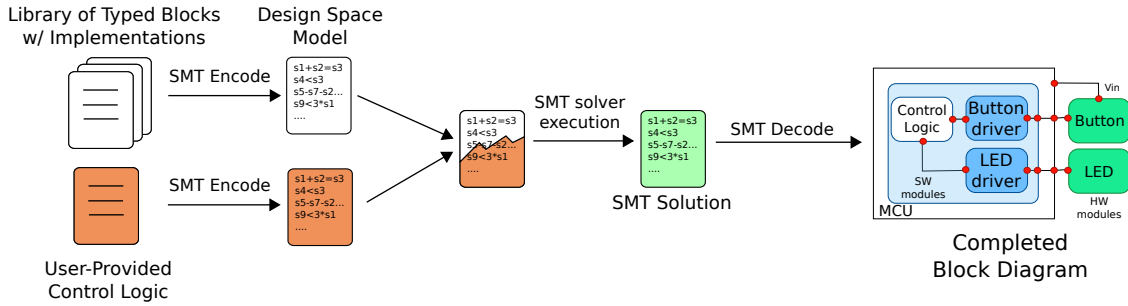 Library of Typed Blocks
w/ Implementations
Design Space
Model
SMT Encode
s1+s2=s3
s4<s3
s5-s7-s2...
s9<3*s1
....
SMT Encode
s1+s2=s3
s4<s3
s5-s7-s2...
s9<3*s1
....
User-Provided
Control Logic
s1+s2=s3
s4<s3
s5-s7-s2...
s9<3*s1
....
SMT solver
execution
s1+s2=s3
s4<s3
s5-s7-s2...
s9<3*s1
....
SMT Solution
SMT Decode
Control
Logic
Button
driver
LED
driver
SW
modules
MCU
Vin
Button
LED
HW
modules
Completed
Block Diagram